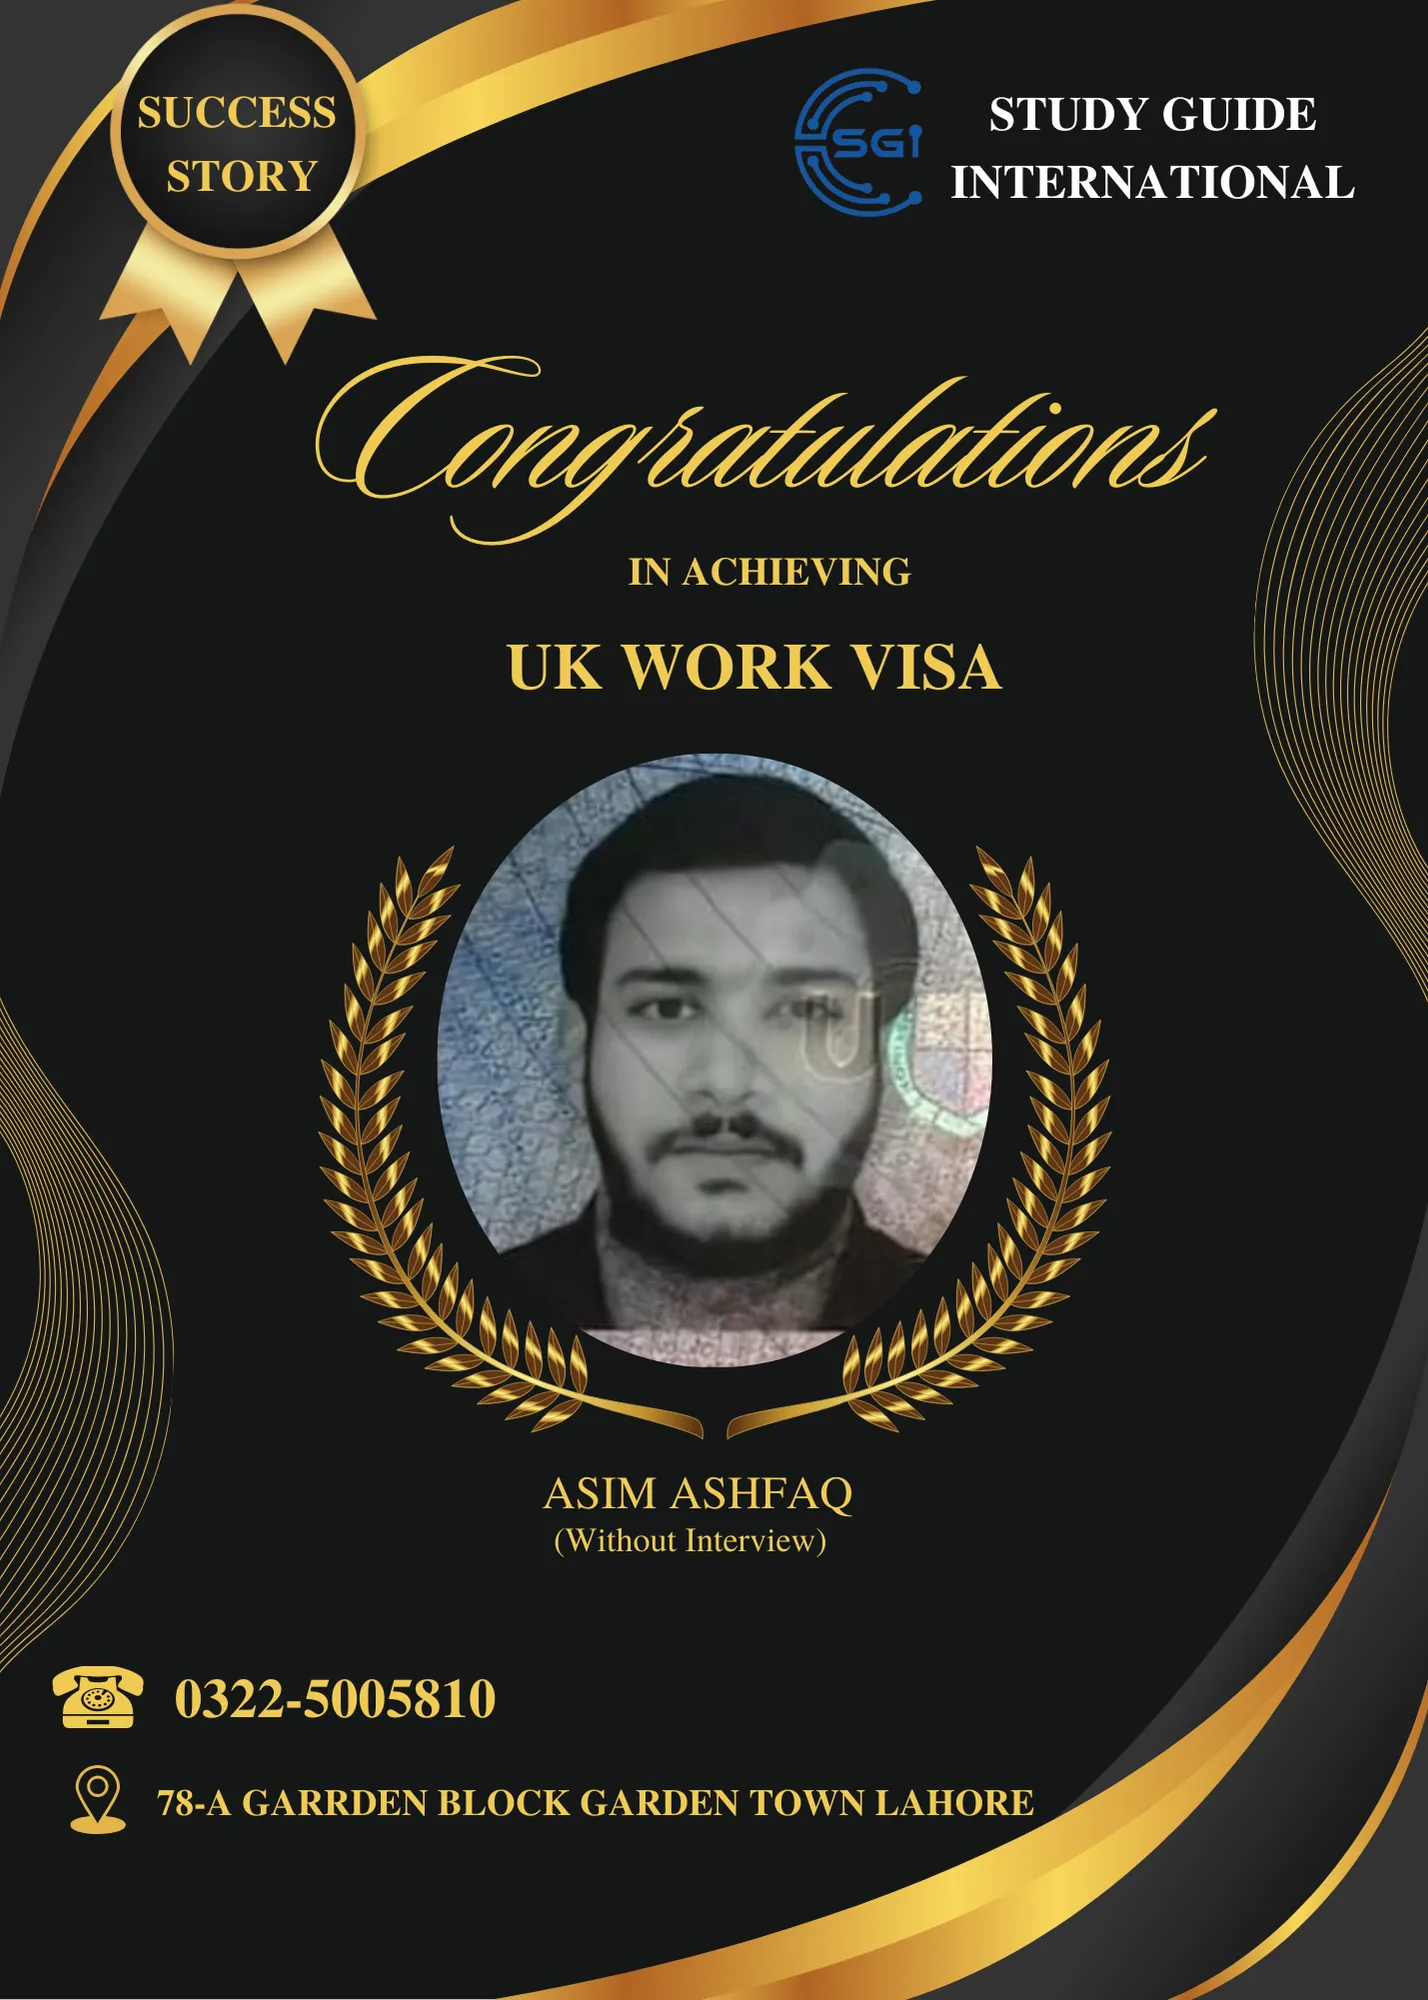 SUCCESS
STORY
SGI
STUDY GUIDE
INTERNATIONAL
Congratulations
IN ACHIEVING
UK WORK VISA
ASIM ASHFAQ
(Without Interview)
0322-5005810
78-A GARRDEN BLOCK GARDEN TOWN LAHORE